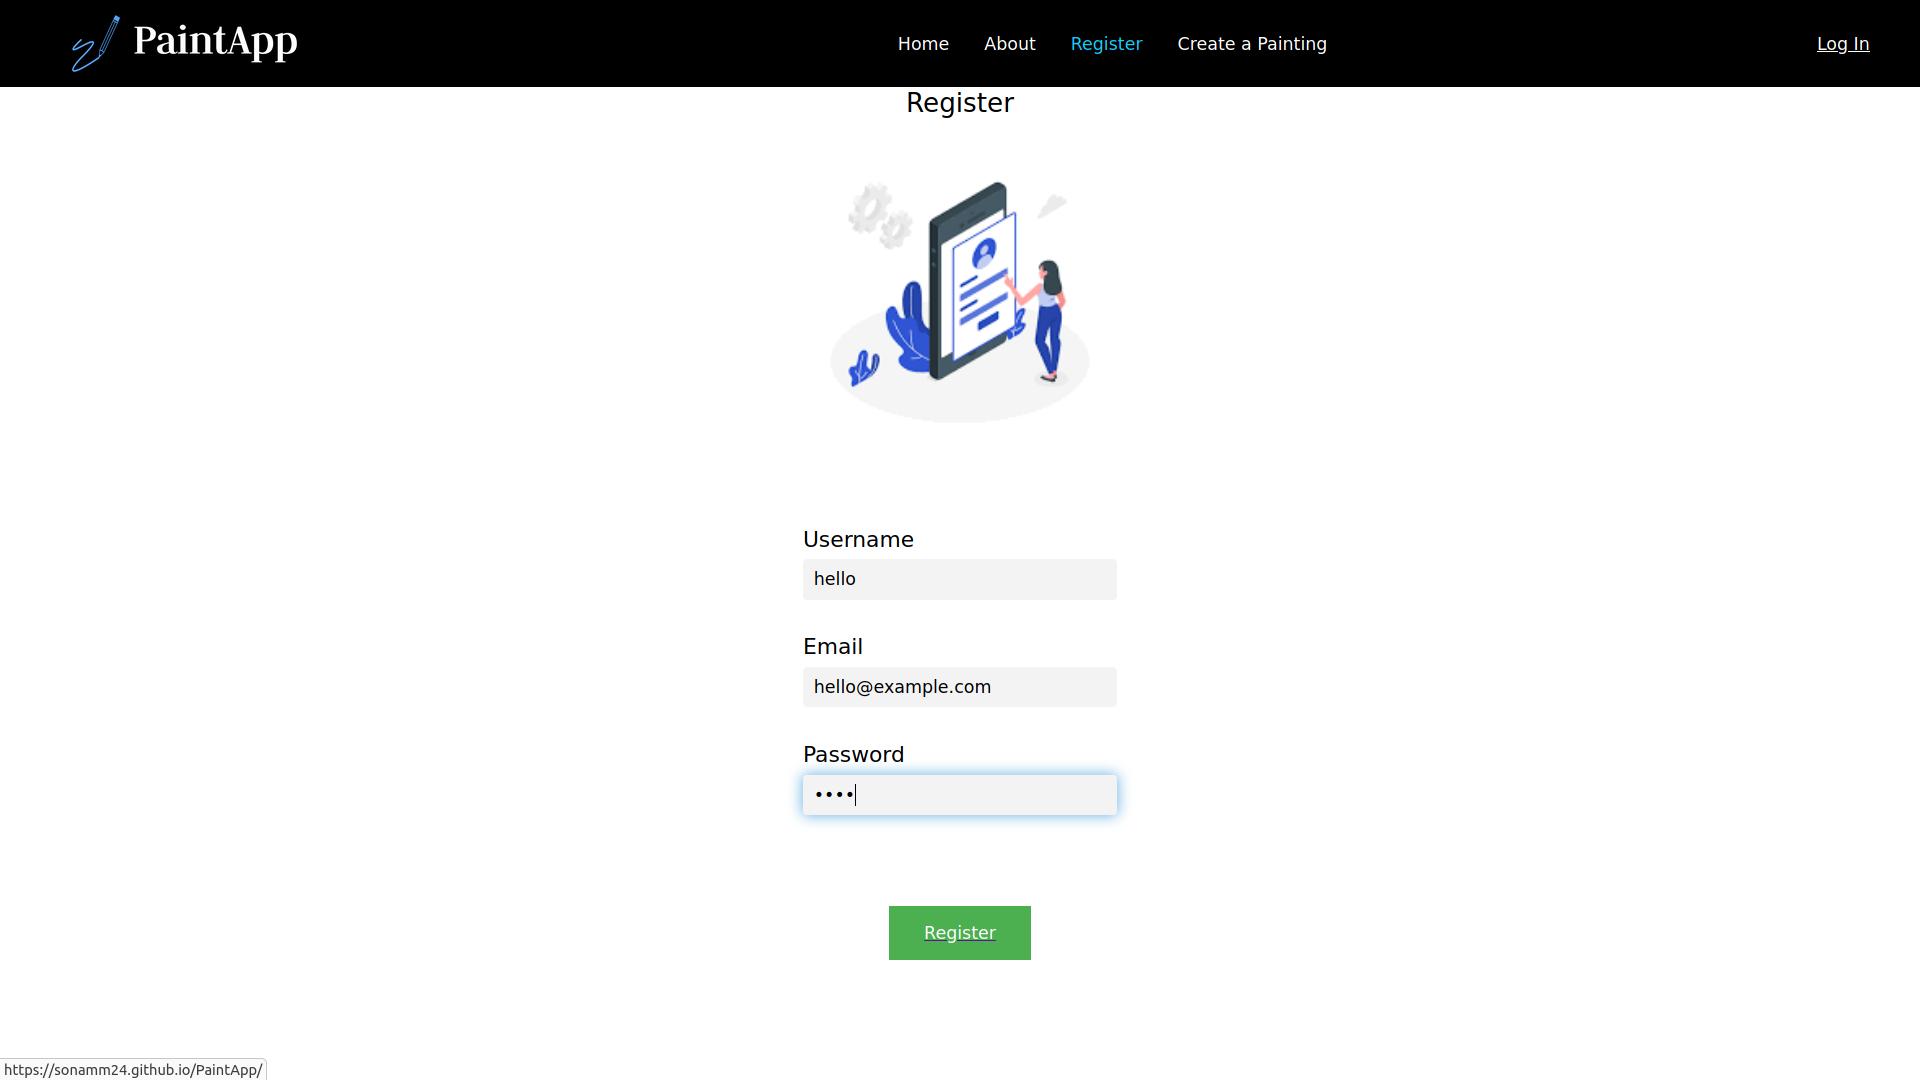 PaintApp
Home About Register Create a Painting Log In
Register
Username
hello
Email
hello@example.com
Password
••••
Register
https://sonamm24.github.io/PaintApp/